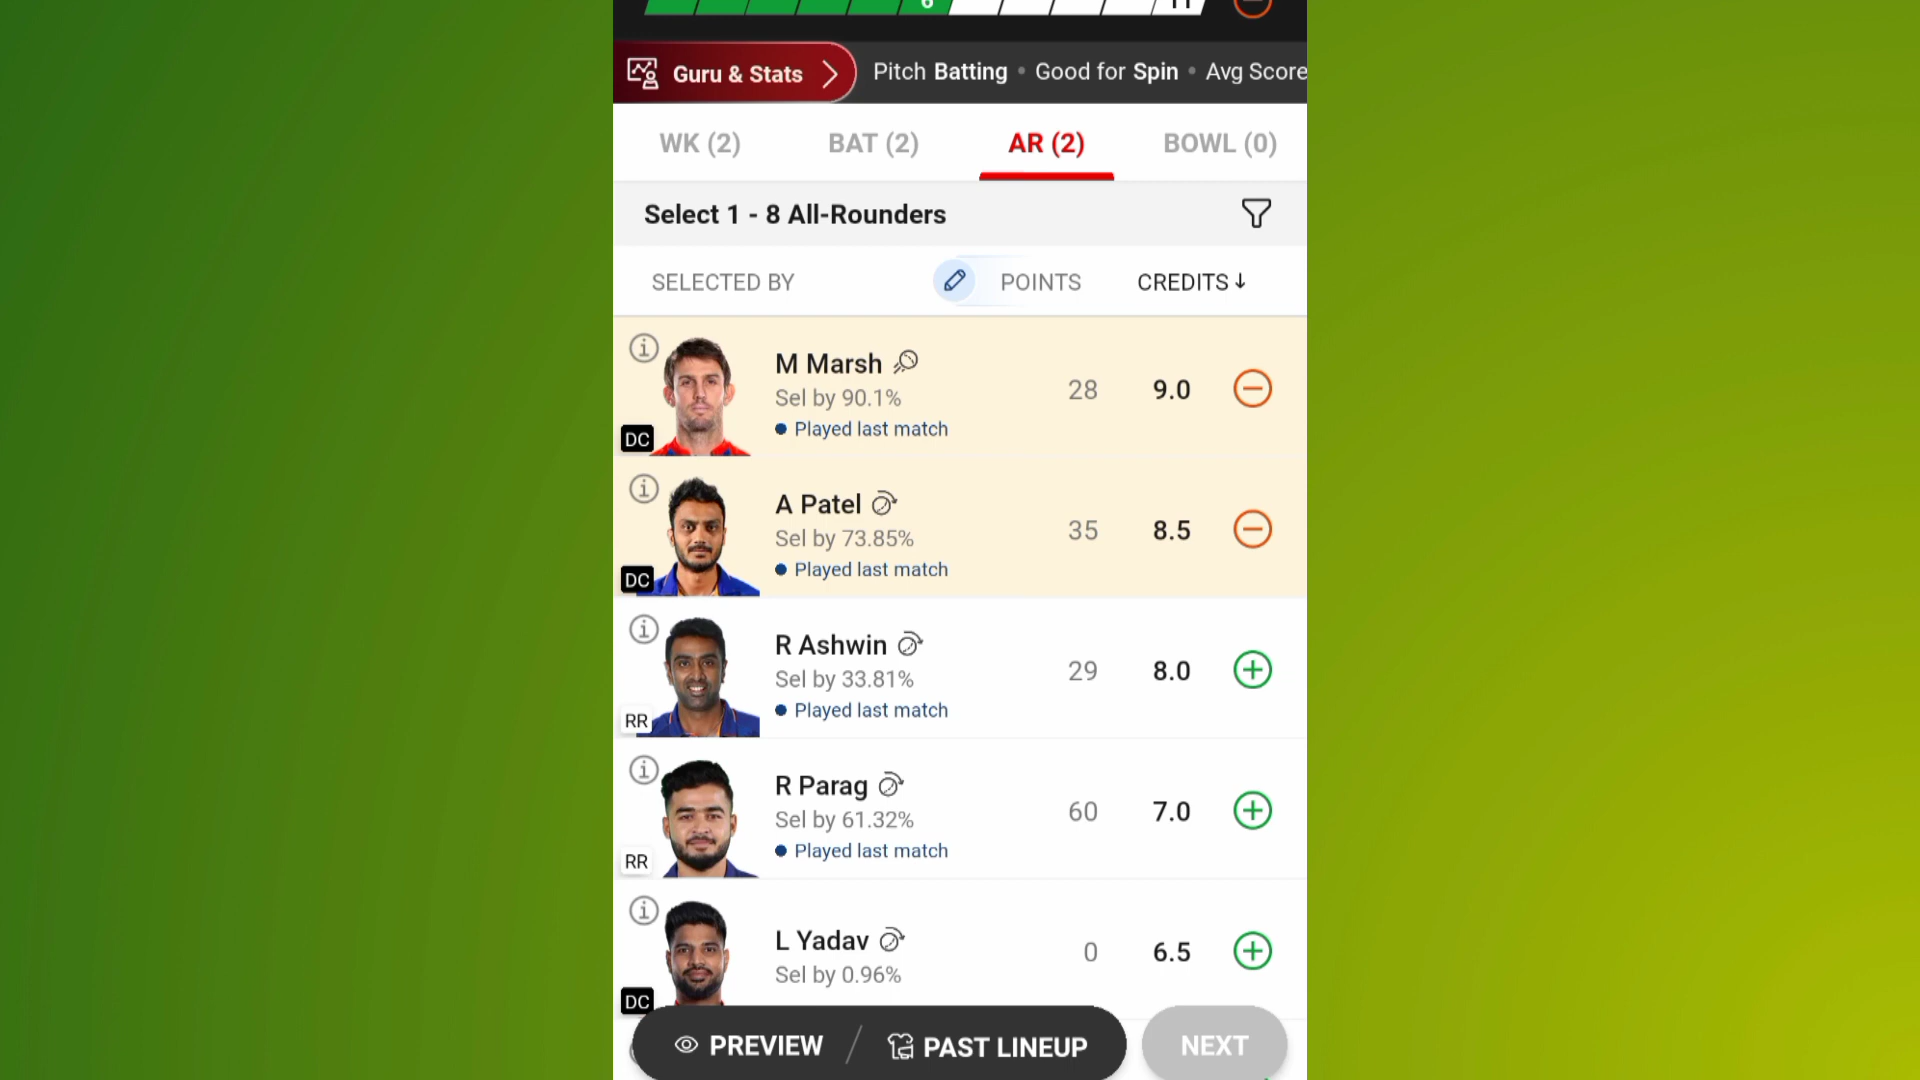 6 11
Guru & Stats
Pitch Batting • Good for Spin • Avg Score
WK (2) BAT (2) AR (2) BOWL (0)
Select 1 - 8 All-Rounders
SELECTED BY POINTS CREDITS↓
M Marsh
Sel by 90.1% 28 9.0
• Played last match
DC
A Patel
Sel by 73.85% 35 8.5
• Played last match
DC
R Ashwin
Sel by 33.81% 29 8.0
• Played last match
RR
R Parag
Sel by 61.32% 60 7.0
• Played last match
RR
L Yadav
Sel by 0.96% 0 6.5
DC
PREVIEW / PAST LINEUP NEXT